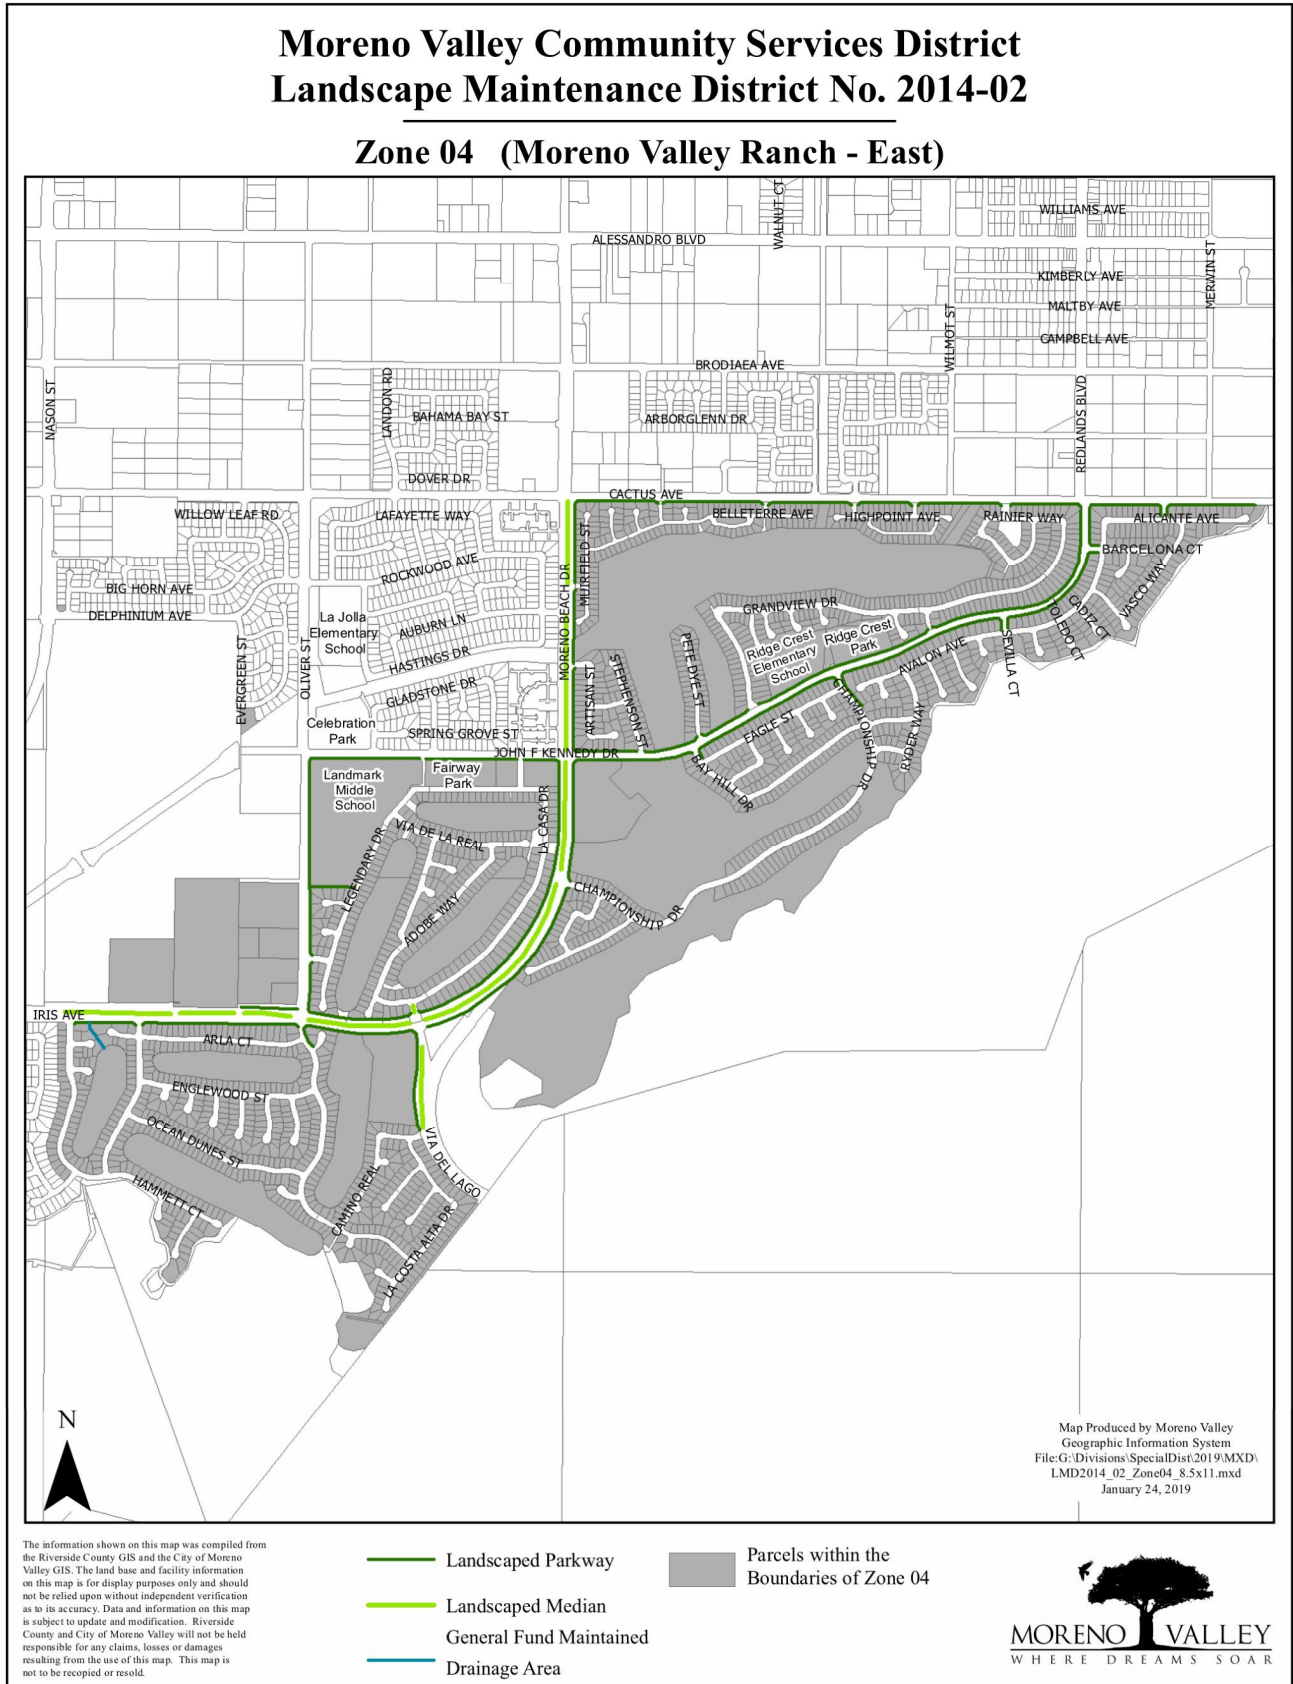 Moreno Valley Community Services District
Landscape Maintenance District No. 2014-02
Zone 04 (Moreno Valley Ranch - East)
WALNUT CT
WILLIAMS AVE
ALESSANDRO BLVD
MERWIN ST
KIMBERLY AVE
MALTBY AVE
WILMOT ST
CAMPBELL AVE
BRODIAEA AVE
NASON ST
LANDON RD
BAHAMA BAY ST
ARBORGLENN DR
REDLANDS BLVD
DOVER DR
CACTUS AVE
WILLOW LEAF RD
LAFAYETTE WAY
BELLETERRE AVE
HIGHPOINT AVE
RAINIER WAY
ALICANTE AVE
MUIRFIELD ST
BARCELONA CT
ROCKWOOD AVE
BIG HORN AVE
DELPHINIUM AVE
MORENO BEACH DR
VASCO WAY
La Jolla
Elementary
School
AUBURN LN
GRANDVIEW DR
CADIZ CT
TOLEDO CT
HASTINGS DR
Ridge Crest
Elementary
School
Ridge Crest
Park
AVALON AVE
SEVILLA CT
EVERGREEN ST
OLIVER ST
GLADSTONE DR
ARTISAN ST
STEPHENSON ST
PETE DYE ST
CHAMPIONSHIP DR
RYDER WAY
Celebration
Park
SPRING GROVE ST
EAGLE ST
JOHN F KENNEDY DR
BAY HILL DR
Landmark
Middle
School
Fairway
Park
LA CASA DR
VIA DE LA REAL
LEGENDARY DR
ADOBE WAY
CHAMPIONSHIP DR
IRIS AVE
ARLA CT
ENGLEWOOD ST
OCEAN DUNES ST
VIA DEL LAGO
HAMMETT CT
CAMINO REAL
LA COSTA ALTA DR
N
Map Produced by Moreno Valley
Geographic Information System
File:G:\Divisions\SpecialDist\2019\MXD\
LMD2014_02_Zone04_8.5x11.mxd
January 24, 2019
The information shown on this map was compiled from
the Riverside County GIS and the City of Moreno
Valley GIS. The land base and facility information
on this map is for display purposes only and should
not be relied upon without independent verification
as to its accuracy. Data and information on this map
is subject to update and modification. Riverside
County and City of Moreno Valley will not be held
responsible for any claims, losses or damages
resulting from the use of this map. This map is
not to be recopied or resold.
Landscaped Parkway
Landscaped Median
General Fund Maintained
Drainage Area
Parcels within the
Boundaries of Zone 04
MORENO VALLEY
WHERE DREAMS SOAR